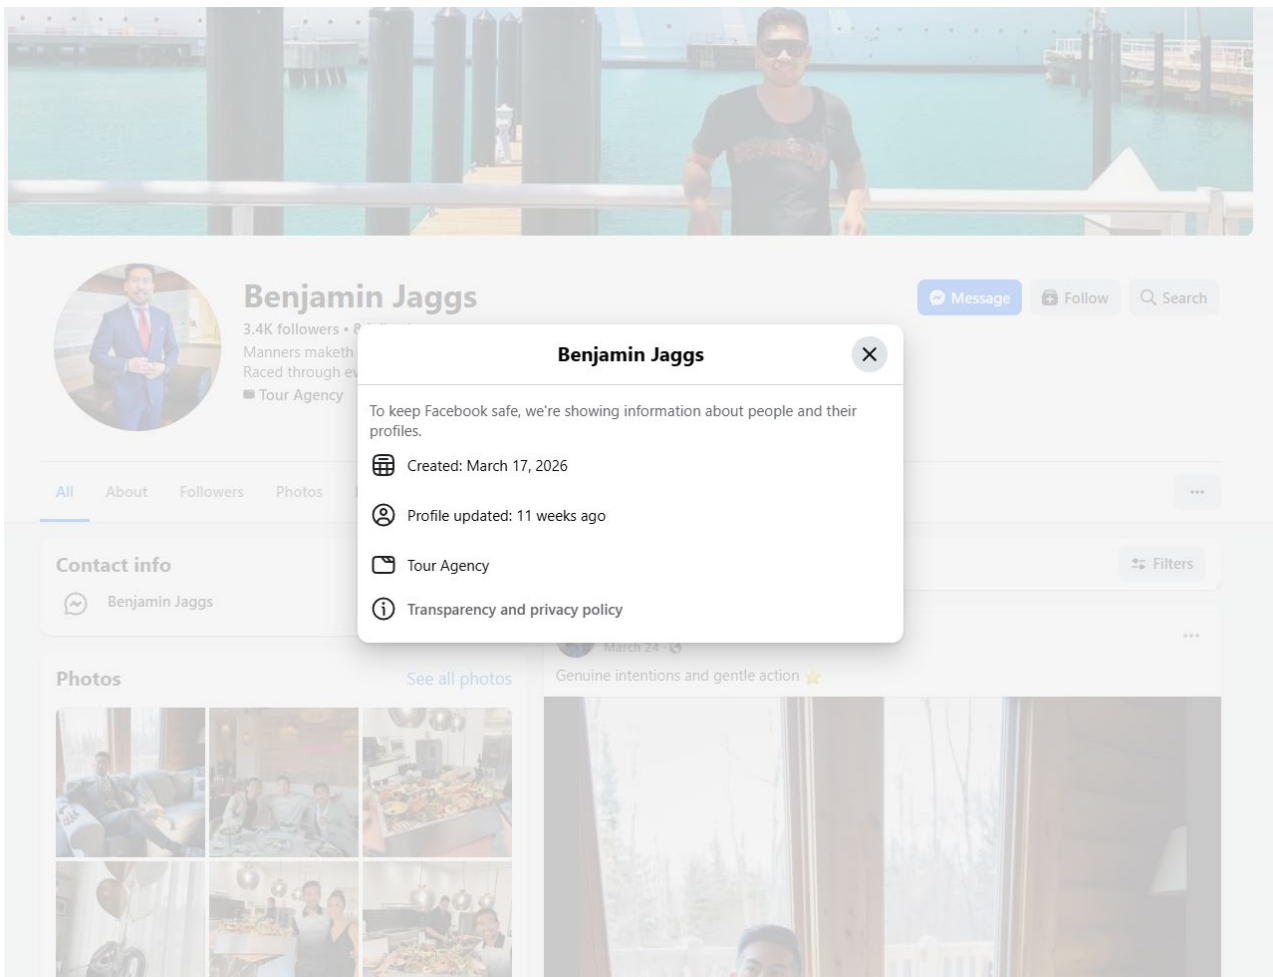 Benjamin Jaggs
Message
Follow
Search
3.4K followers • 8
Manners maketh
Raced through
Tour Agency
Benjamin Jaggs
To keep Facebook safe, we're showing information about people and their
profiles.
Created: March 17, 2026
Profile updated: 11 weeks ago
Tour Agency
Transparency and privacy policy
All
About
Followers
Photos
Contact info
Benjamin Jaggs
Filters
Photos
See all photos
March 24 ·
Genuine intentions and gentle action ⭐